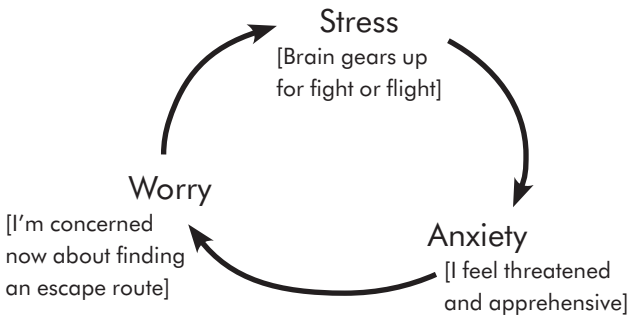 Stress
[Brain gears up
for fight or flight]
Anxiety
[I feel threatened
and apprehensive]
Worry
[I'm concerned
now about finding
an escape route]